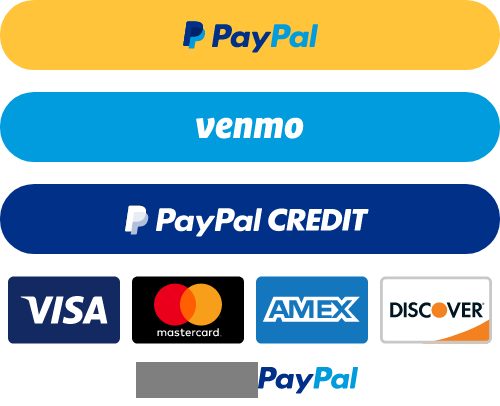 PayPal
venmo
PayPal CREDIT
VISA mastercard. AMEX DISCOVER
PayPal